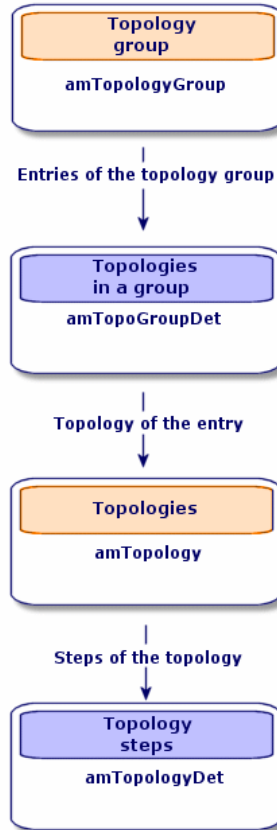 Topology
group
amTopologyGroup
Entries of the topology group
Topologies
in a group
amTopoGroupDet
Topology of the entry
Topologies
amTopology
Steps of the topology
Topology
steps
amTopologyDet